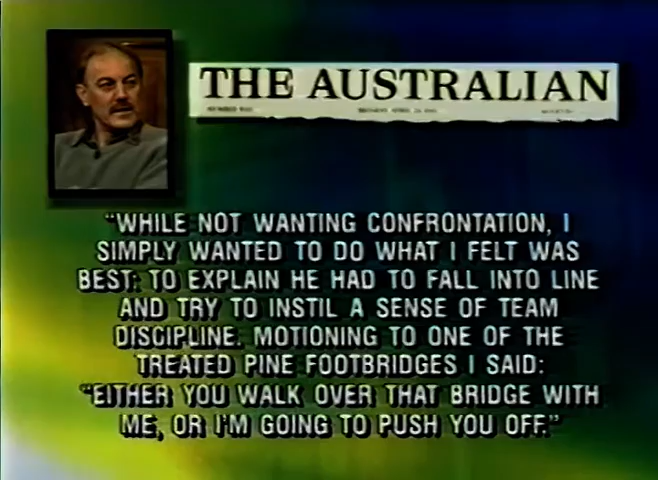 THE AUSTRALIAN
"WHILE NOT WANTING CONFRONTATION, I
SIMPLY WANTED TO DO WHAT I FELT WAS
BEST: TO EXPLAIN HE HAD TO FALL INTO LINE
AND TRY TO INSTIL A SENSE OF TEAM
DISCIPLINE. MOTIONING TO ONE OF THE
TREATED PINE FOOTBRIDGES I SAID:
"EITHER YOU WALK OVER THAT BRIDGE WITH
ME, OR I'M GOING TO PUSH YOU OFF."